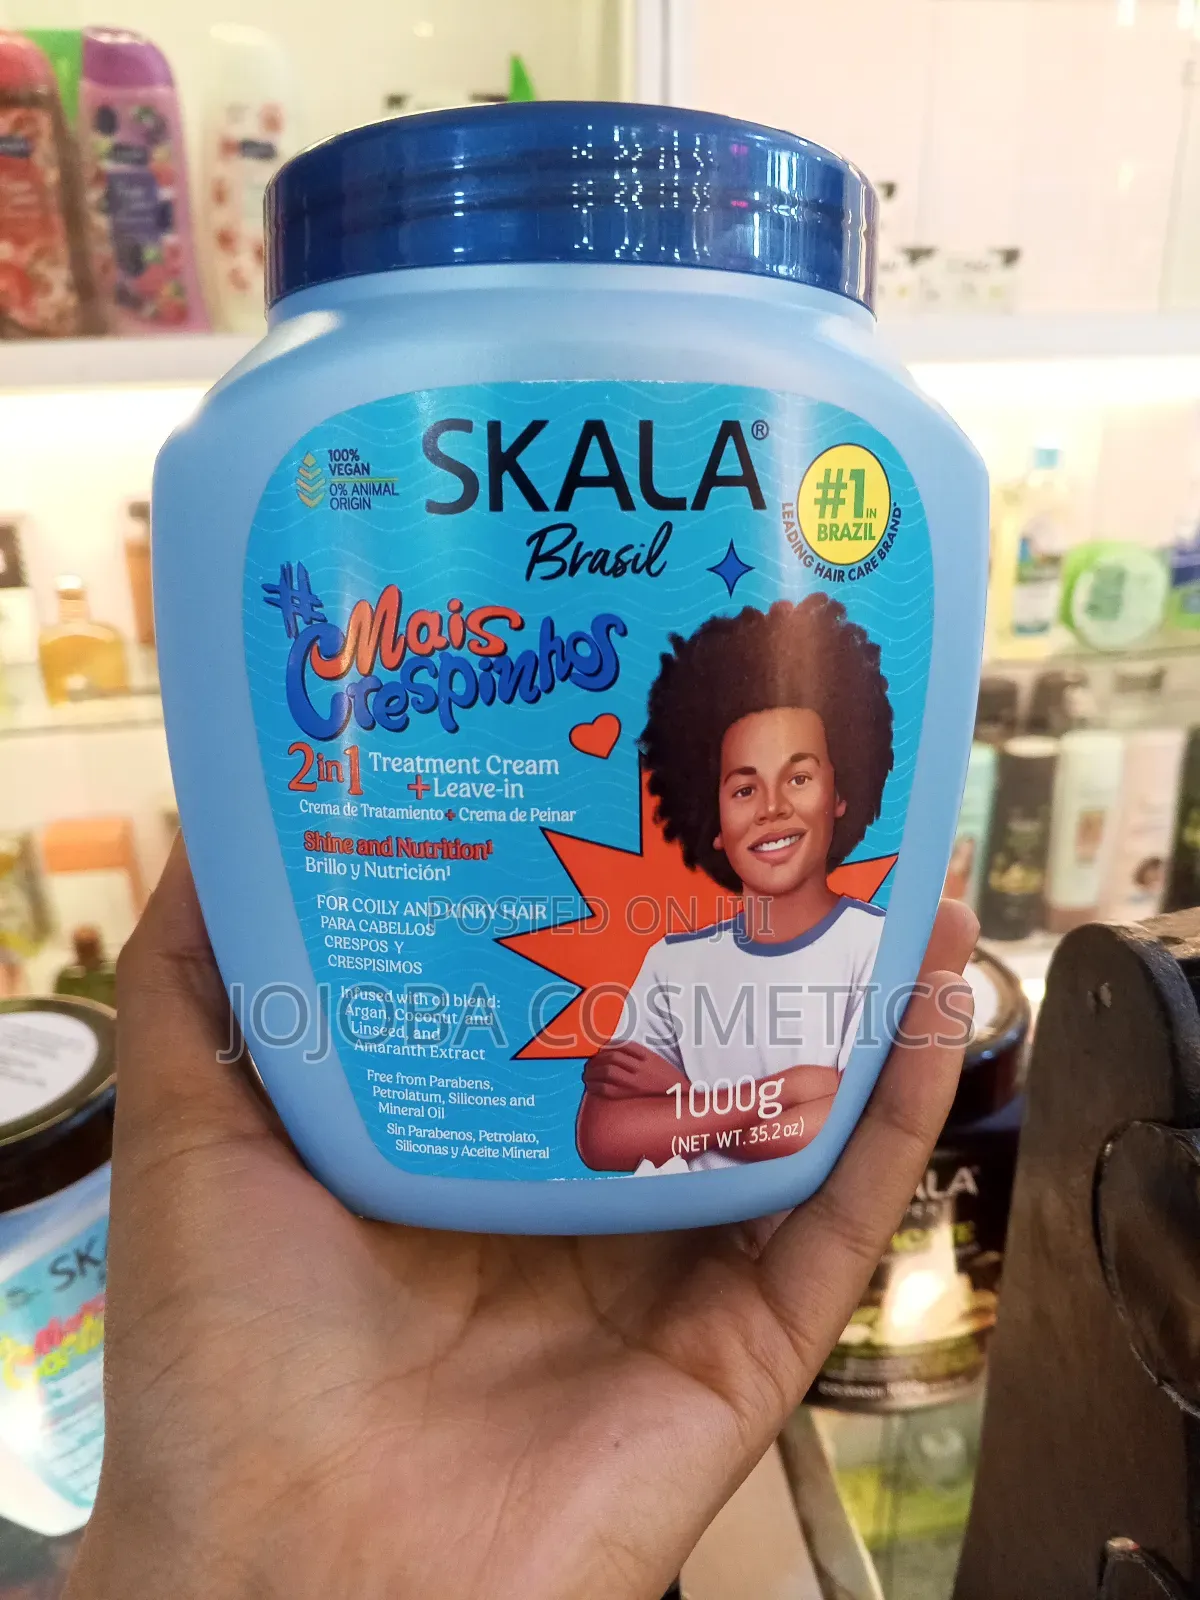 SKALA®
Brasil
100%
VEGAN
0% ANIMAL
ORIGIN
#1 IN
BRAZIL
LEADING HAIR CARE BRAND
#Mais
Crespinhos
2in1 Treatment Cream
+Leave-in
Crema de Tratamiento + Crema de Peinar
Shine and Nutrition¹
Brillo y Nutrición¹
FOR COILY AND KINKY HAIR
PARA CABELLOS
CRESPOS Y
CRESPISIMOS
Infused with oil blend:
Argan, Coconut and
Linseed, and
Amaranth Extract
Free from Parabens,
Petrolatum, Silicones and
Mineral Oil
Sin Parabenos, Petrolato,
Siliconas y Aceite Mineral
1000g
(NET WT. 35.2 oz)
POSTED ON JIJI
JOJOBA COSMETICS
SK
ALA